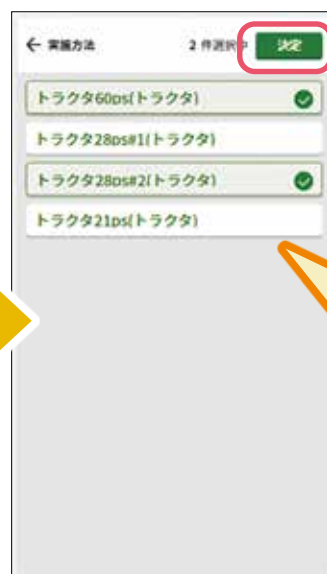 ← 実施方法 2 件選択中 決定
トラクタ60ps(トラクタ)
トラクタ28ps#1(トラクタ)
トラクタ28ps#2(トラクタ)
トラクタ21ps(トラクタ)